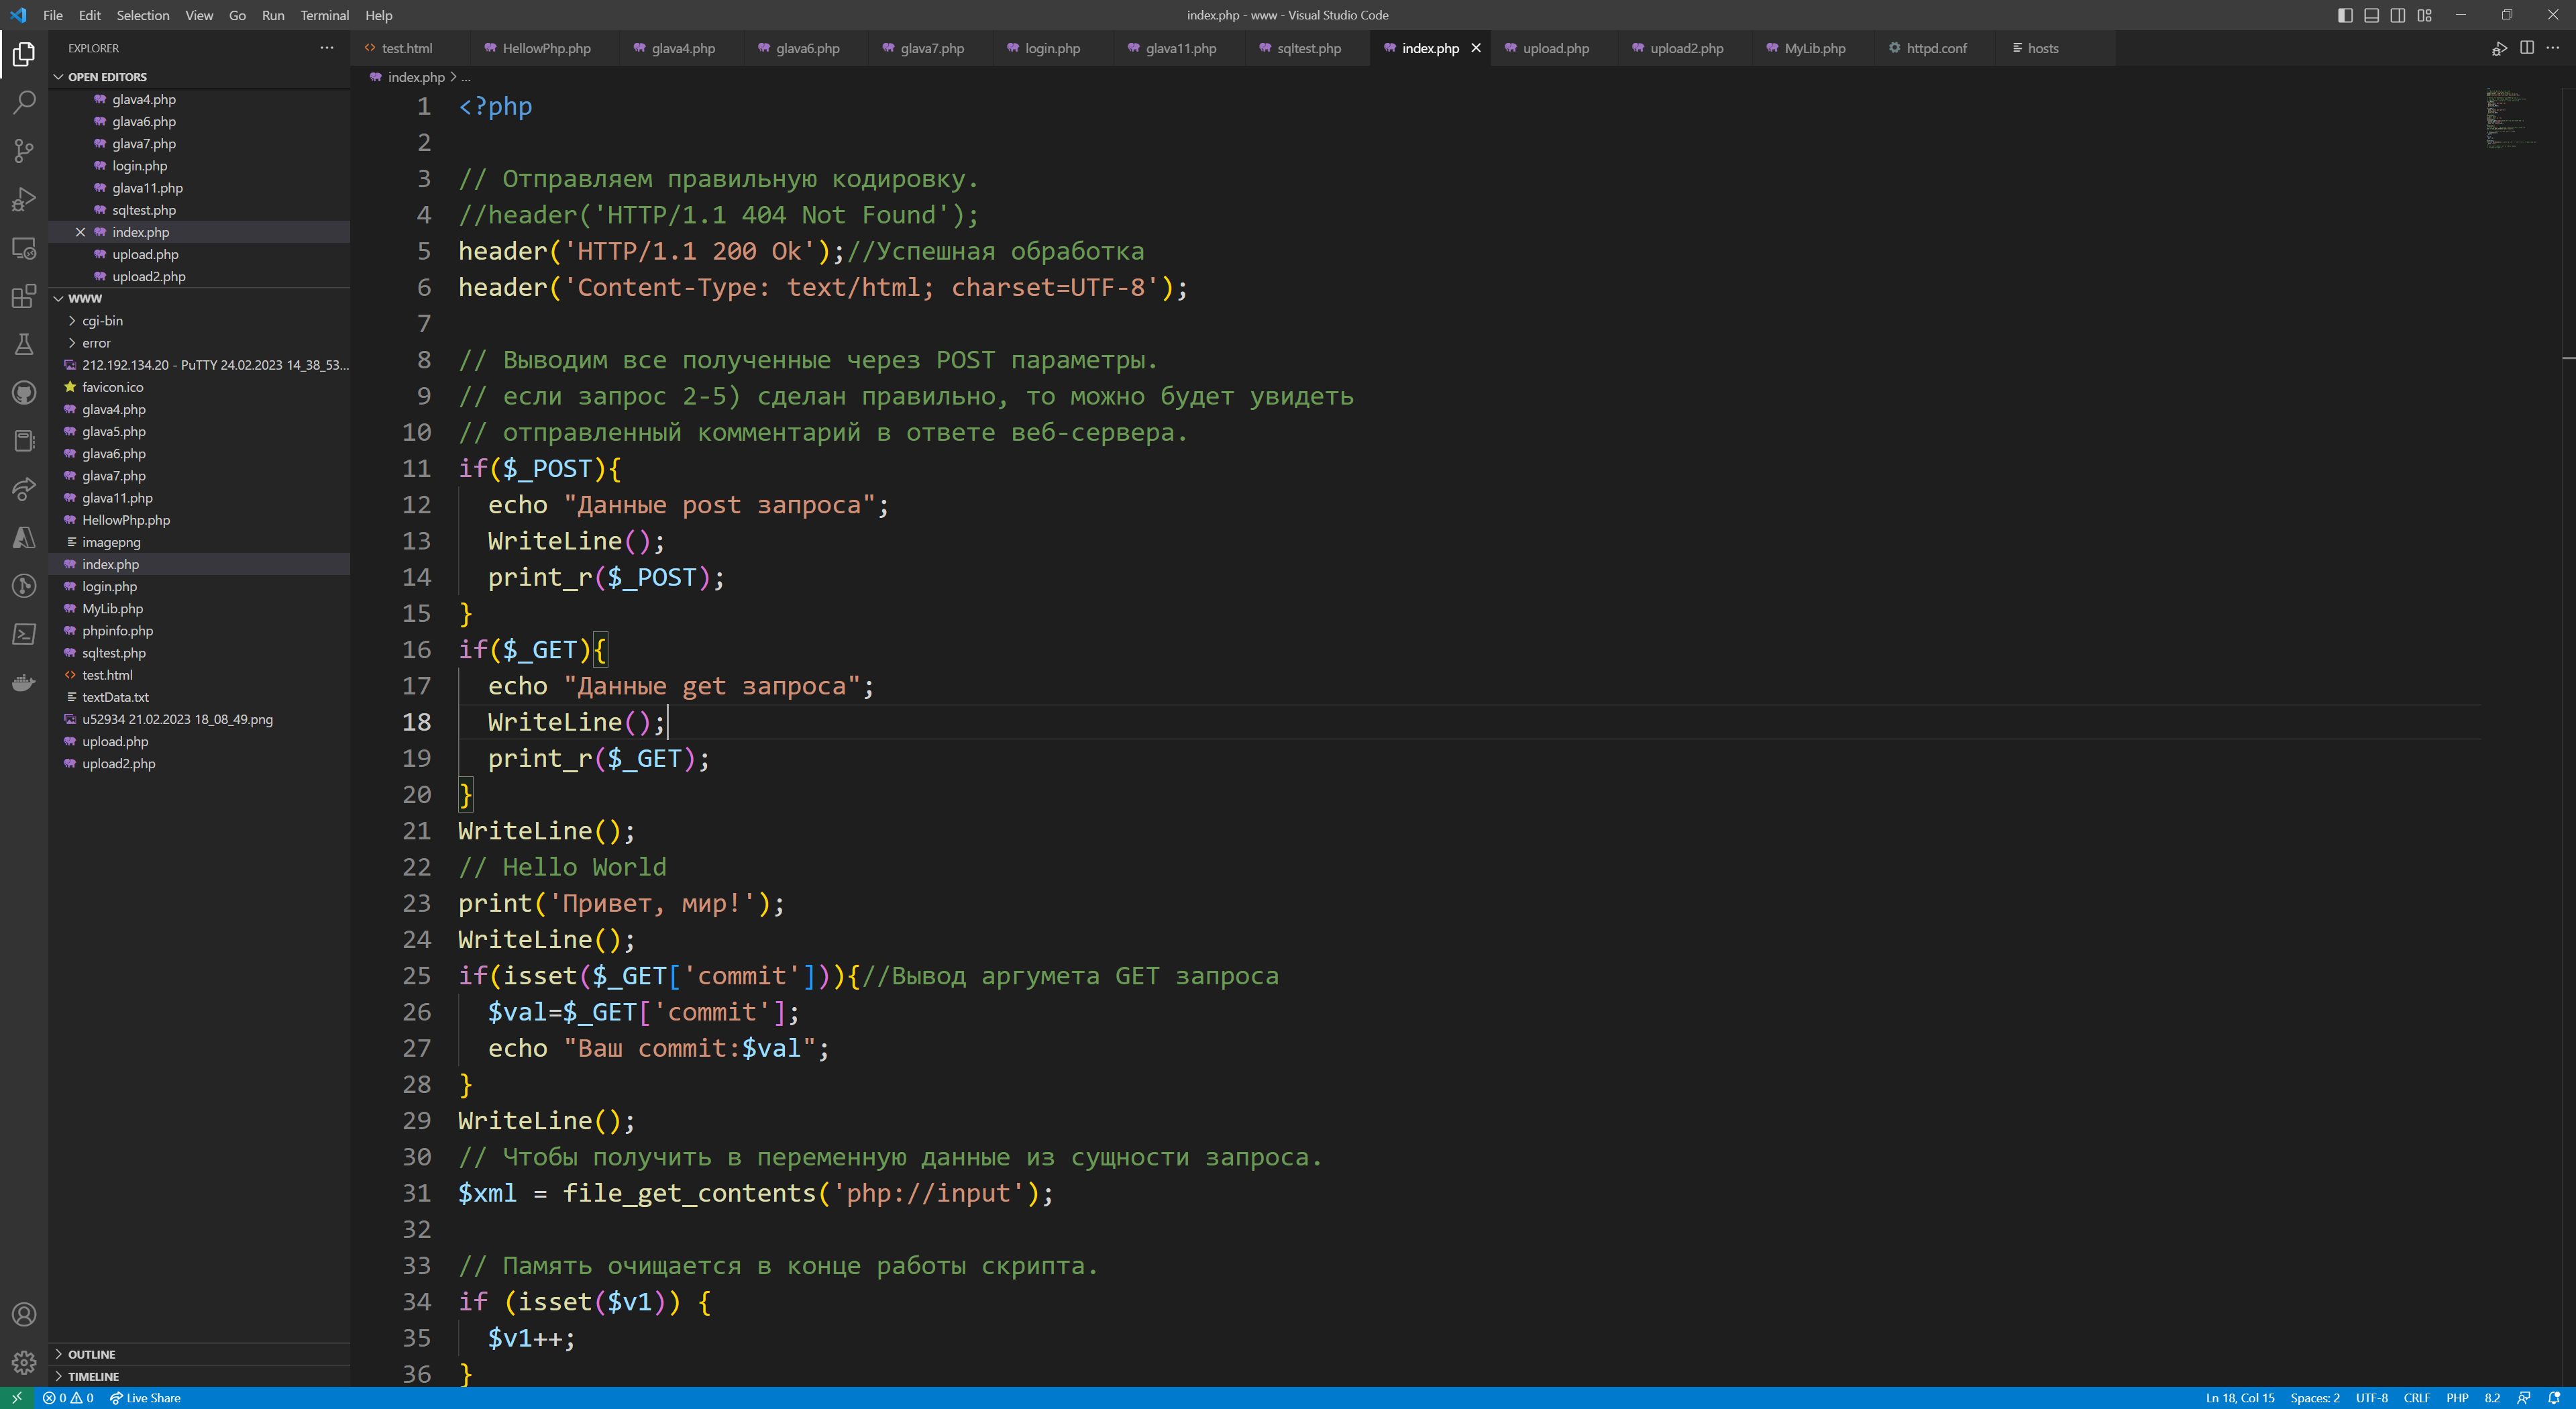 File Edit Selection View Go Run Terminal Help
index.php - www - Visual Studio Code
EXPLORER
test.html HellowPhp.php glava4.php glava6.php glava7.php login.php glava11.php sqltest.php index.php upload.php upload2.php MyLib.php httpd.conf hosts
OPEN EDITORS
glava4.php
glava6.php
glava7.php
login.php
glava11.php
sqltest.php
index.php
upload.php
upload2.php
WWW
cgi-bin
error
212.192.134.20 - PuTTY 24.02.2023 14_38_53...
favicon.ico
glava4.php
glava5.php
glava6.php
glava7.php
glava11.php
HellowPhp.php
imagepng
index.php
login.php
MyLib.php
phpinfo.php
sqltest.php
test.html
textData.txt
u52934 21.02.2023 18_08_49.png
upload.php
upload2.php
OUTLINE
TIMELINE
index.php > ...
1 <?php
2
3 // Отправляем правильную кодировку.
4 //header('HTTP/1.1 404 Not Found');
5 header('HTTP/1.1 200 Ok');//Успешная обработка
6 header('Content-Type: text/html; charset=UTF-8');
7
8 // Выводим все полученные через POST параметры.
9 // если запрос 2-5) сделан правильно, то можно будет увидеть
10 // отправленный комментарий в ответе веб-сервера.
11 if($_POST){
12 echo "Данные post запроса";
13 WriteLine();
14 print_r($_POST);
15 }
16 if($_GET){
17 echo "Данные get запроса";
18 WriteLine();
19 print_r($_GET);
20 }
21 WriteLine();
22 // Hello World
23 print('Привет, мир!');
24 WriteLine();
25 if(isset($_GET['commit'])){//Вывод аргумета GET запроса
26 $val=$_GET['commit'];
27 echo "Ваш commit:$val";
28 }
29 WriteLine();
30 // Чтобы получить в переменную данные из сущности запроса.
31 $xml = file_get_contents('php://input');
32
33 // Память очищается в конце работы скрипта.
34 if (isset($v1)) {
35 $v1++;
36 }
0 0 Live Share
Ln 18, Col 15 Spaces: 2 UTF-8 CRLF PHP 8.2